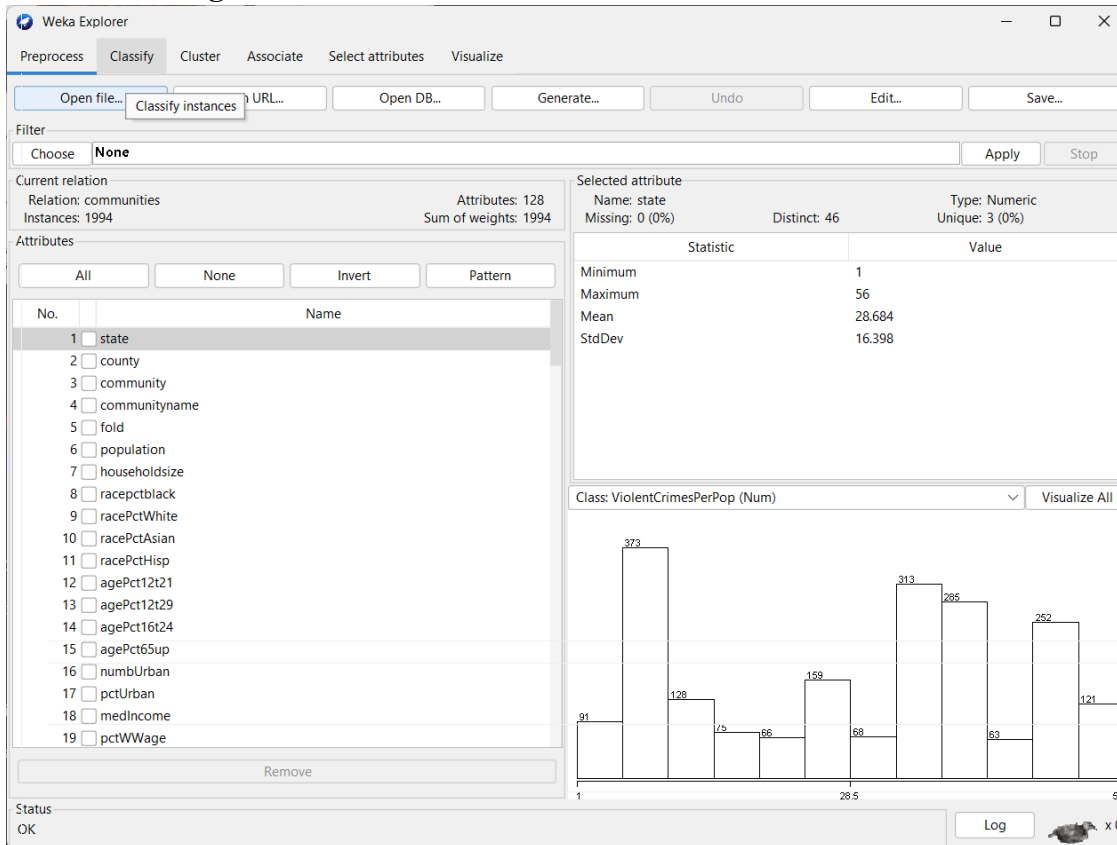 Weka Explorer
Preprocess Classify Cluster Associate Select attributes Visualize
Open file... URL... Open DB... Generate... Undo Edit... Save...
Classify instances
Filter
Choose None Apply Stop
Current relation
Relation: communities Attributes: 128
Instances: 1994 Sum of weights: 1994
Selected attribute
Name: state Type: Numeric
Missing: 0 (0%) Distinct: 46 Unique: 3 (0%)
Attributes
All None Invert Pattern
No. Name
1 state
2 county
3 community
4 communityname
5 fold
6 population
7 householdsize
8 racepctblack
9 racePctWhite
10 racePctAsian
11 racePctHisp
12 agePct12t21
13 agePct12t29
14 agePct16t24
15 agePct65up
16 numbUrban
17 pctUrban
18 medIncome
19 pctWWage
Remove
Statistic Value
Minimum 1
Maximum 56
Mean 28.684
StdDev 16.398
Class: ViolentCrimesPerPop (Num) Visualize All
91 373 128 75 66 159 68 313 285 63 252 121
1 28.5
Status
OK
Log x